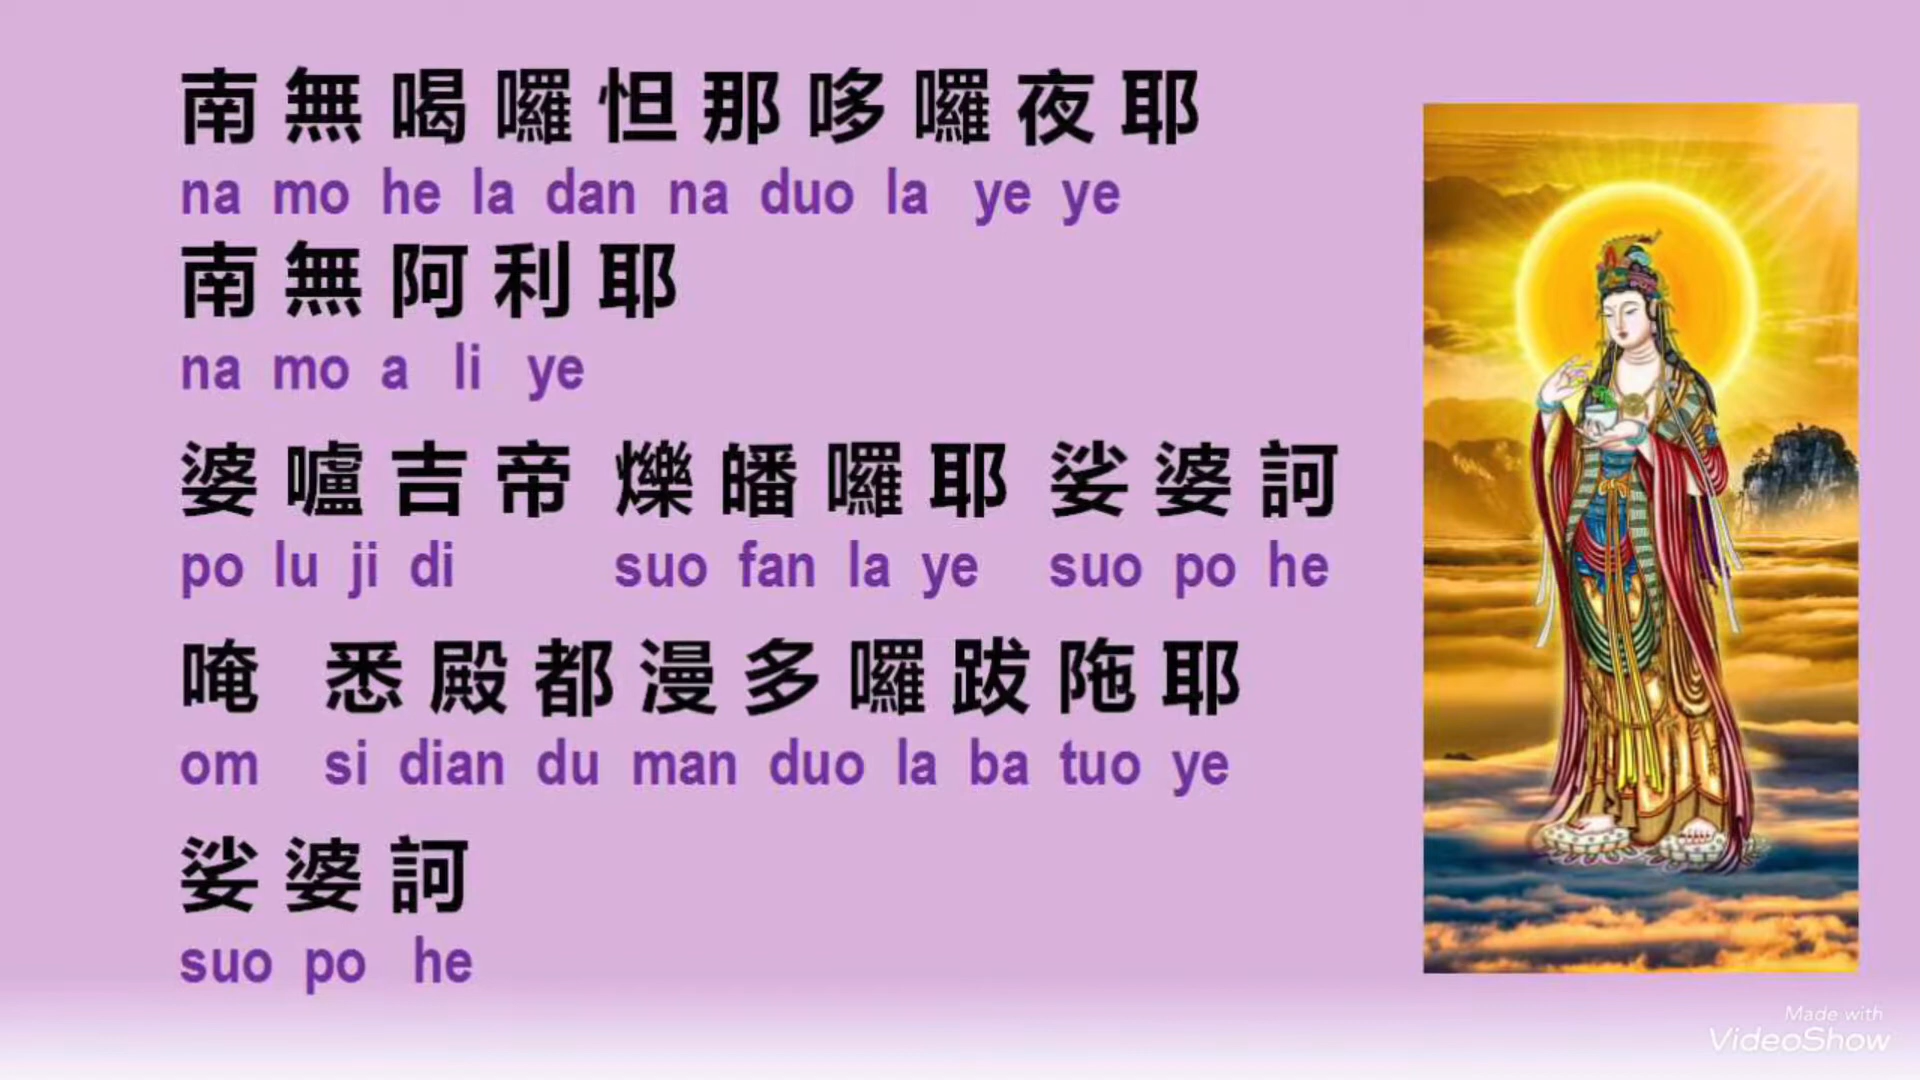 南無喝囉怛那哆囉夜耶
na mo he la dan na duo la ye ye
南無阿利耶
na mo a li ye
婆嚧吉帝 爍皤囉耶 娑婆訶
po lu ji di suo fan la ye suo po he
唵 悉殿都漫多囉跋陁耶
om si dian du man duo la ba tuo ye
娑婆訶
suo po he
Made with
VideoShow